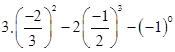 3.(-2/3)² - 2(-1/2)³ - (-1)⁰